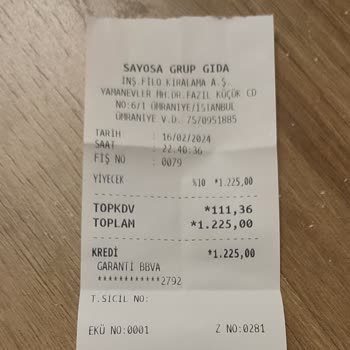 SAYOSA GRUP GIDA
İNŞ.FİLO KİRALAMA A.Ş.
YAMANEVLER MH.DR.FAZIL KÜÇÜK CD
NO:6/1 ÜMRANİYE/İSTANBUL
ÜMRANİYE V.D. 7570951885
TARİH : 16/02/2024
SAAT : 22:40:36
FİŞ NO : 0079
YİYECEK %10 *1.225,00
TOPKDV *111,36
TOPLAM *1.225,00
KREDİ *1.225,00
GARANTİ BBVA
************2792
T.SİCİL NO:
EKÜ NO:0001 Z NO:0281